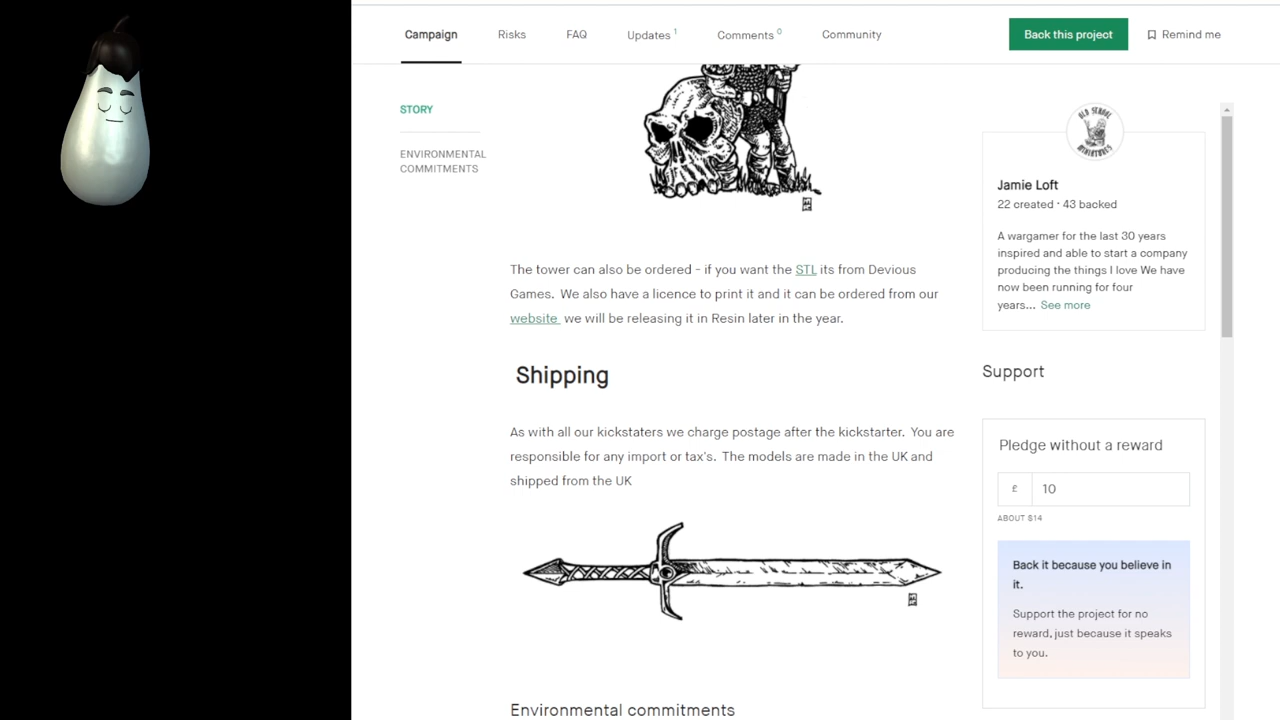 Campaign
Risks
FAQ
Updates 1
Comments 0
Community
Back this project
Remind me
STORY
ENVIRONMENTAL
COMMITMENTS
The tower can also be ordered - if you want the STL its from Devious
Games. We also have a licence to print it and it can be ordered from our
website we will be releasing it in Resin later in the year.
Shipping
As with all our kickstaters we charge postage after the kickstarter. You are
responsible for any import or tax's. The models are made in the UK and
shipped from the UK
Environmental commitments
OLD SCHOOL
MINIATURES
Jamie Loft
22 created · 43 backed
A wargamer for the last 30 years
inspired and able to start a company
producing the things I love We have
now been running for four
years... See more
Support
Pledge without a reward
£ 10
ABOUT $14
Back it because you believe in
it.
Support the project for no
reward, just because it speaks
to you.